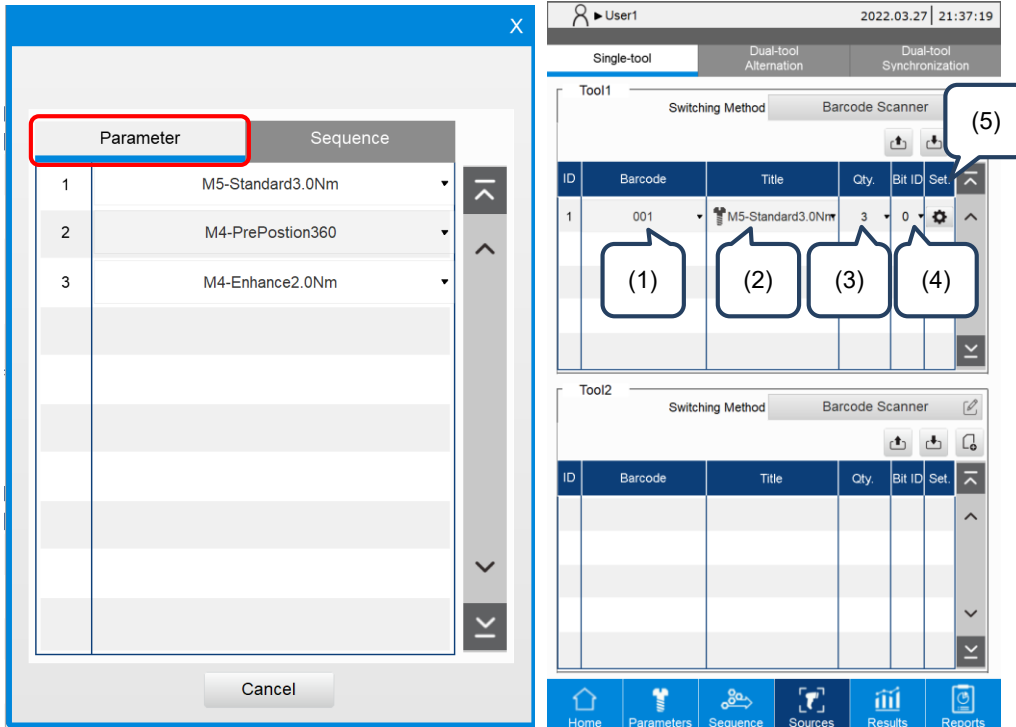 X
Parameter Sequence
1 M5-Standard3.0Nm
2 M4-PrePostion360
3 M4-Enhance2.0Nm
Cancel
User1 2022.03.27 21:37:19
Single-tool Dual-tool Alternation Dual-tool Synchronization
Tool1
Switching Method Barcode Scanner
(5)
ID Barcode Title Qty. Bit ID Set.
1 001 M5-Standard3.0Nm 3 0
(1) (2) (3) (4)
Tool2
Switching Method Barcode Scanner
ID Barcode Title Qty. Bit ID Set.
Home Parameters Sequence Sources Results Reports